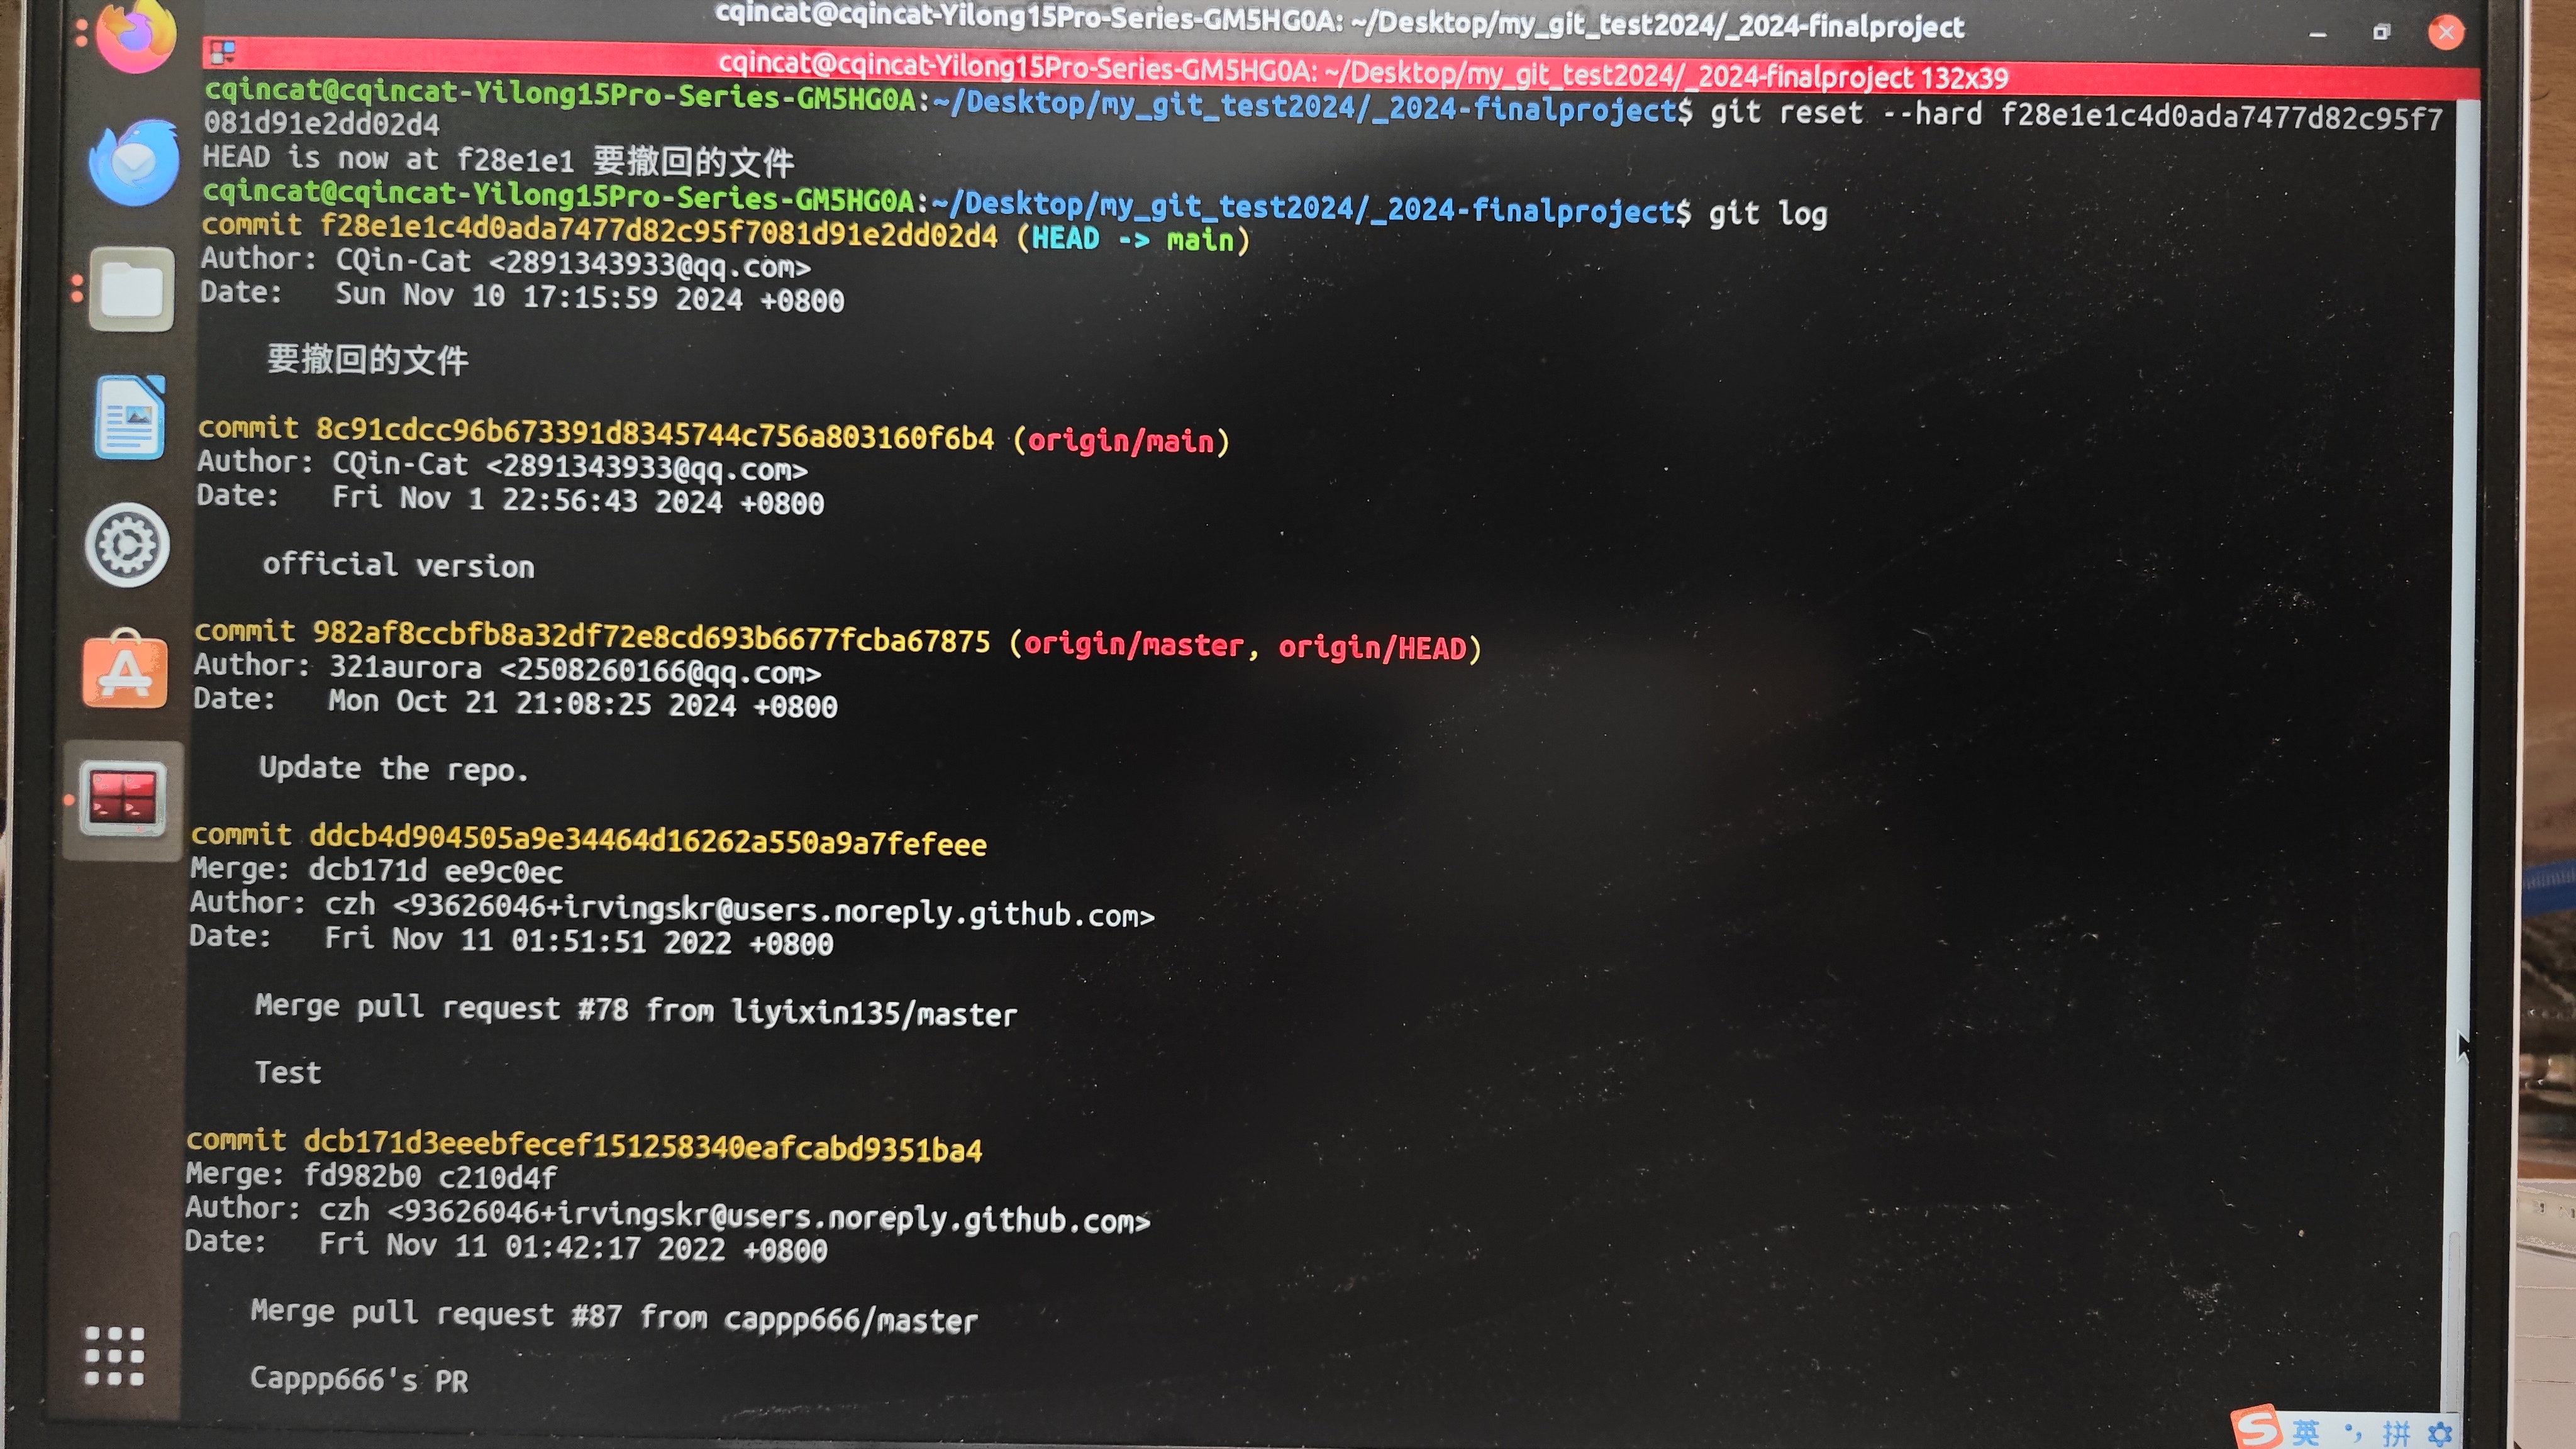 cqincat@cqincat-Yilong15Pro-Series-GM5HG0A: ~/Desktop/my_git_test2024/_2024-finalproject
cqincat@cqincat-Yilong15Pro-Series-GM5HG0A: ~/Desktop/my_git_test2024/_2024-finalproject 132x39
cqincat@cqincat-Yilong15Pro-Series-GM5HG0A:~/Desktop/my_git_test2024/_2024-finalproject$ git reset --hard f28e1e1c4d0ada7477d82c95f7
081d91e2dd02d4
HEAD is now at f28e1e1 要撤回的文件
cqincat@cqincat-Yilong15Pro-Series-GM5HG0A:~/Desktop/my_git_test2024/_2024-finalproject$ git log
commit f28e1e1c4d0ada7477d82c95f7081d91e2dd02d4 (HEAD -> main)
Author: CQin-Cat <2891343933@qq.com>
Date:   Sun Nov 10 17:15:59 2024 +0800
要撤回的文件
commit 8c91cdcc96b673391d8345744c756a803160f6b4 (origin/main)
Author: CQin-Cat <2891343933@qq.com>
Date:   Fri Nov 1 22:56:43 2024 +0800
official version
commit 982af8ccbfb8a32df72e8cd693b6677fcba67875 (origin/master, origin/HEAD)
Author: 321aurora <2508260166@qq.com>
Date:   Mon Oct 21 21:08:25 2024 +0800
Update the repo.
commit ddcb4d904505a9e34464d16262a550a9a7fefeee
Merge: dcb171d ee9c0ec
Author: czh <93626046+irvingskr@users.noreply.github.com>
Date:   Fri Nov 11 01:51:51 2022 +0800
Merge pull request #78 from liyixin135/master
Test
commit dcb171d3eeebfecef151258340eafcabd9351ba4
Merge: fd982b0 c210d4f
Author: czh <93626046+irvingskr@users.noreply.github.com>
Date:   Fri Nov 11 01:42:17 2022 +0800
Merge pull request #87 from cappp666/master
Cappp666's PR
英 拼